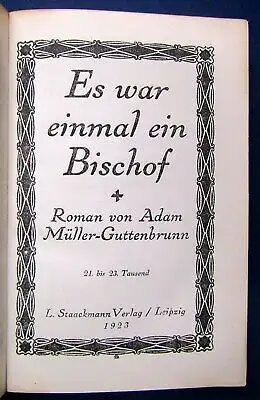 Es war
einmal ein
Bischof
Roman von Adam
Müller-Guttenbrunn
21. bis 23. Tausend
L. Staackmann Verlag / Leipzig
1923